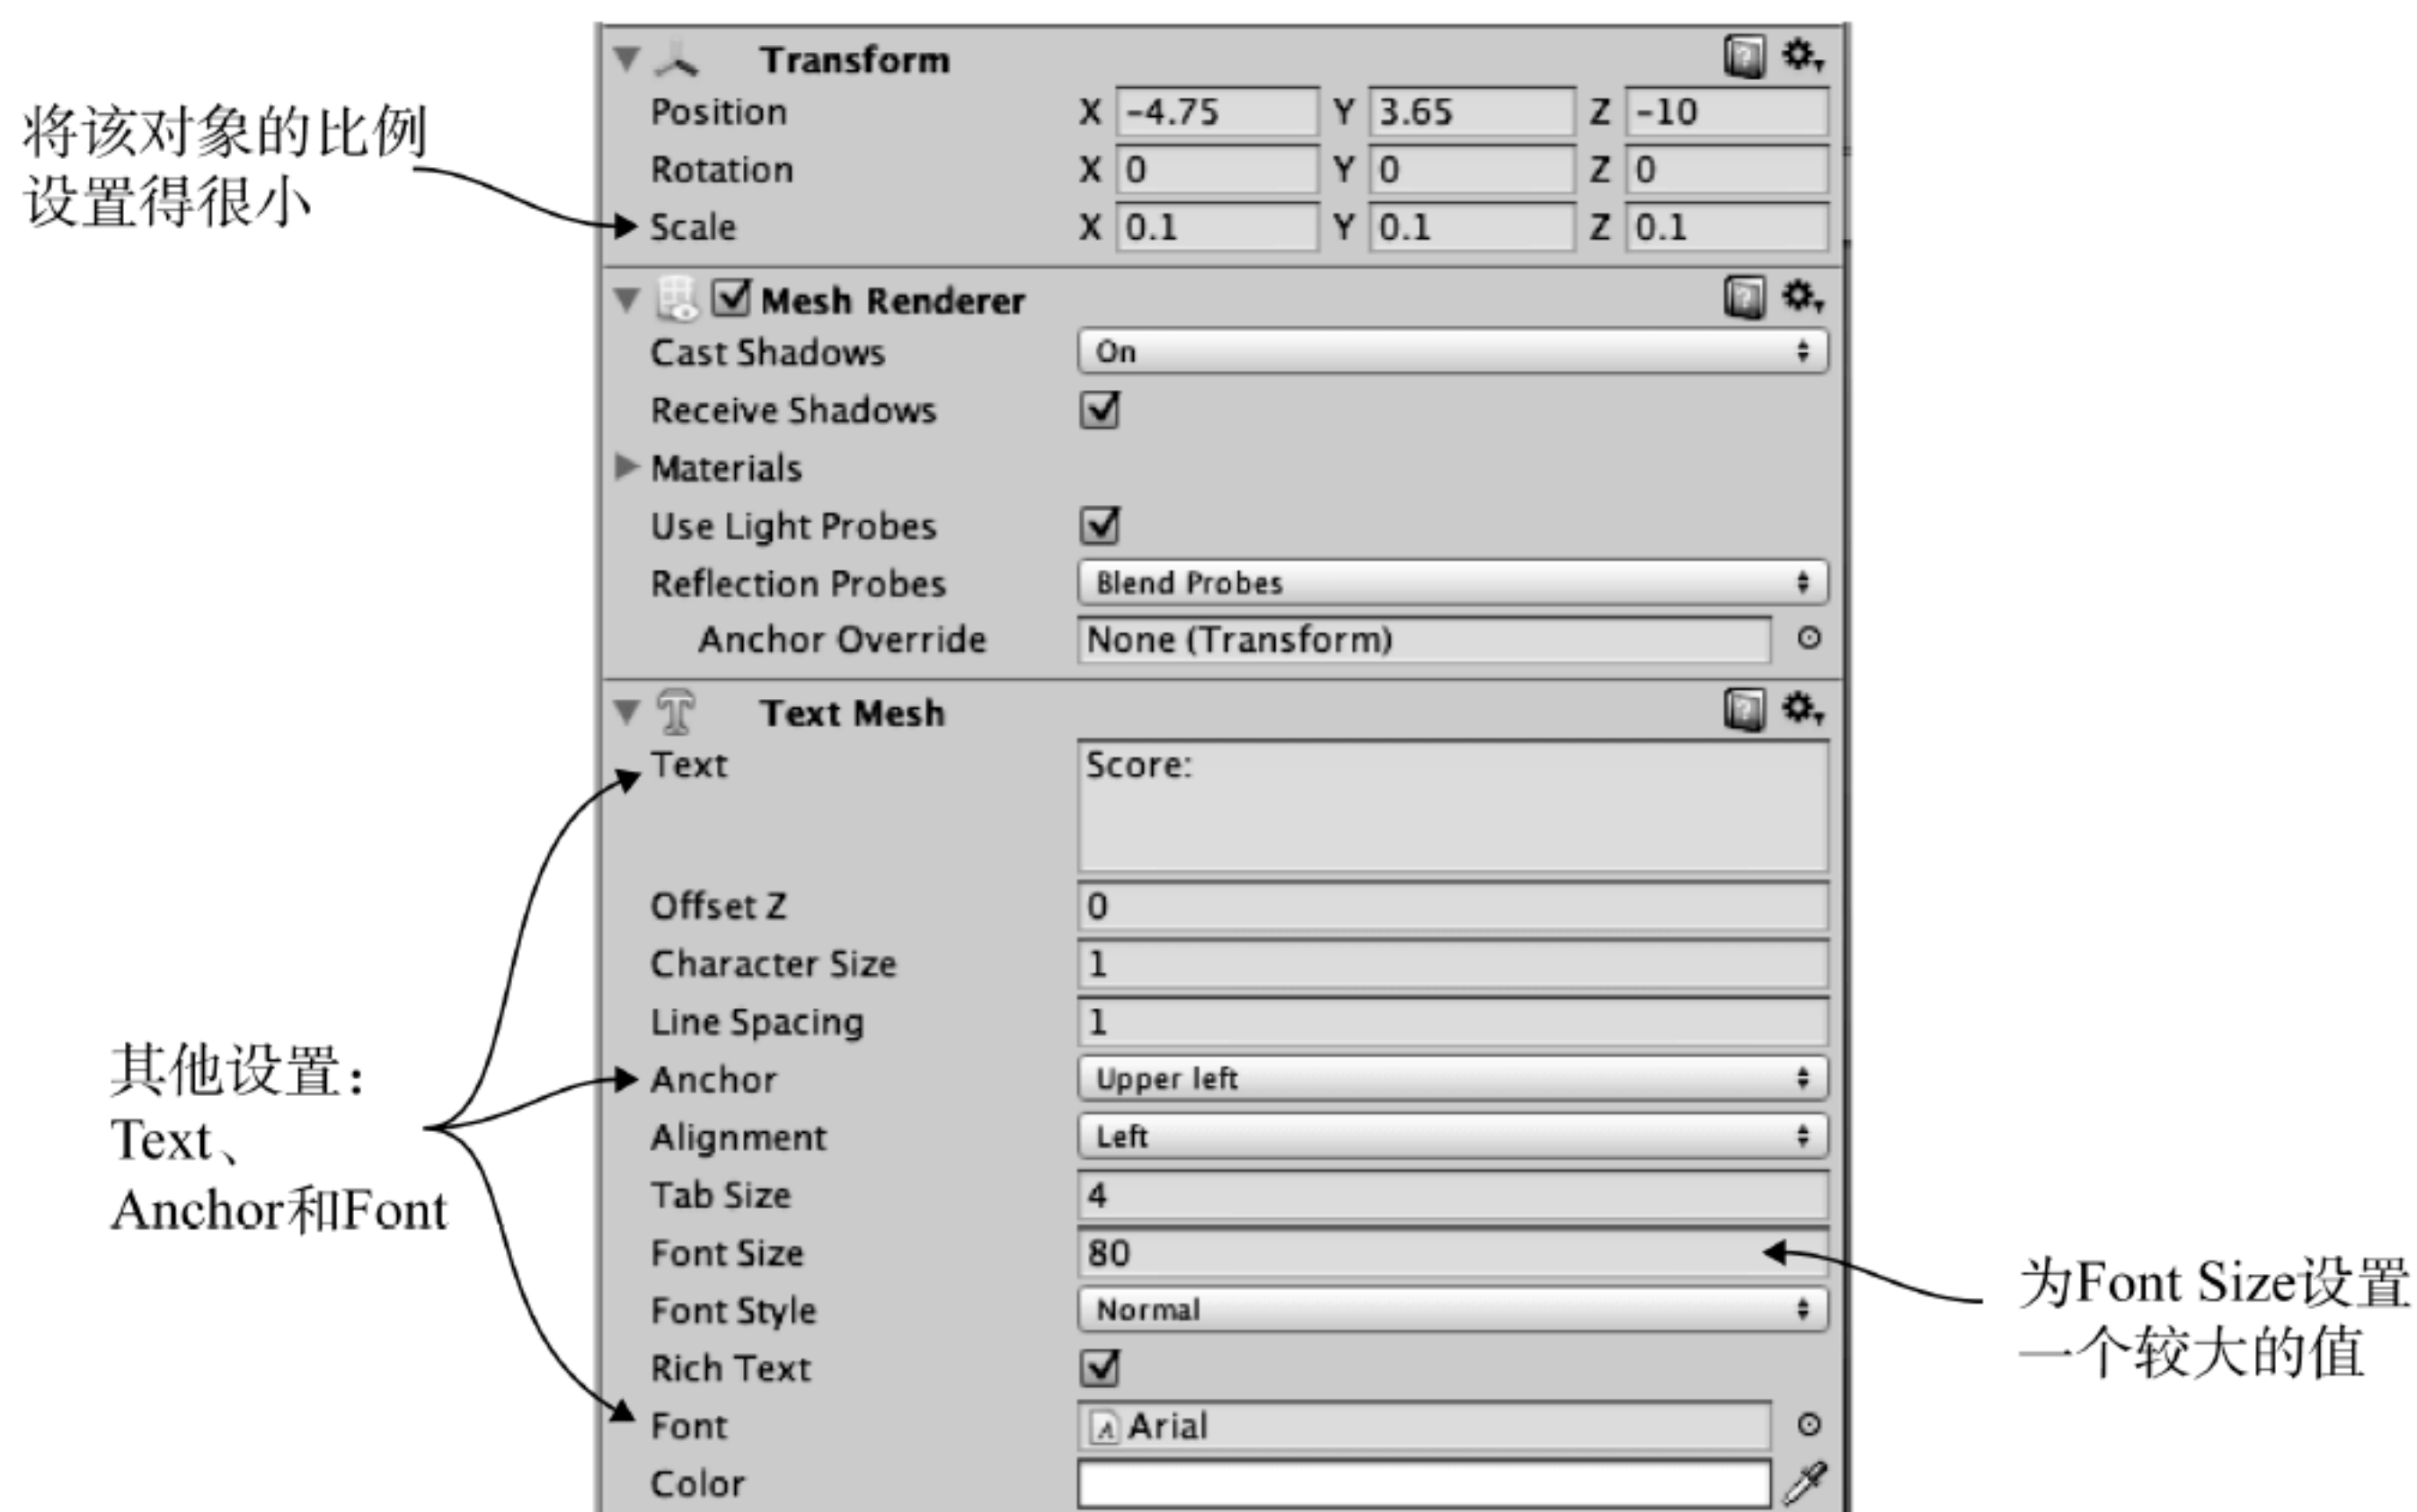 Transform
Position X -4.75 Y 3.65 Z -10
将该对象的比例
设置得很小
Rotation X 0 Y 0 Z 0
Scale X 0.1 Y 0.1 Z 0.1
Mesh Renderer
Cast Shadows On
Receive Shadows
Materials
Use Light Probes
Reflection Probes Blend Probes
Anchor Override None (Transform)
Text Mesh
Text Score:
Offset Z 0
Character Size 1
Line Spacing 1
其他设置：
Text、
Anchor和Font
Anchor Upper left
Alignment Left
Tab Size 4
Font Size 80
为Font Size设置
一个较大的值
Font Style Normal
Rich Text
Font Arial
Color